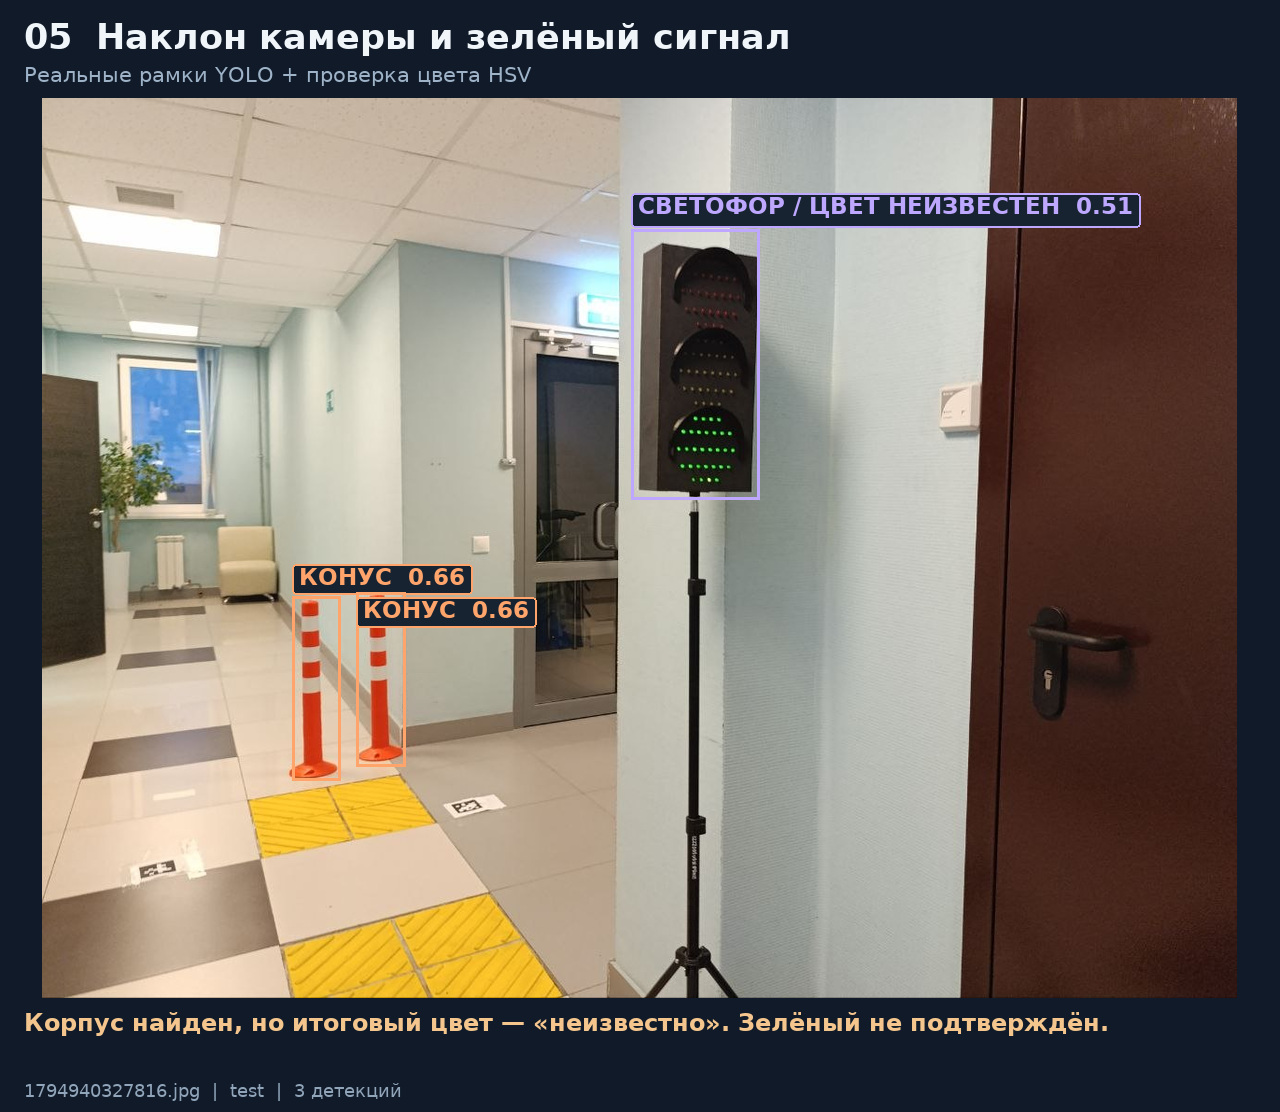 05 Наклон камеры и зелёный сигнал
Реальные рамки YOLO + проверка цвета HSV
СВЕТОФОР / ЦВЕТ НЕИЗВЕСТЕН 0.51
КОНУС 0.66
КОНУС 0.66
Корпус найден, но итоговый цвет — «неизвестно». Зелёный не подтверждён.
1794940327816.jpg | test | 3 детекций